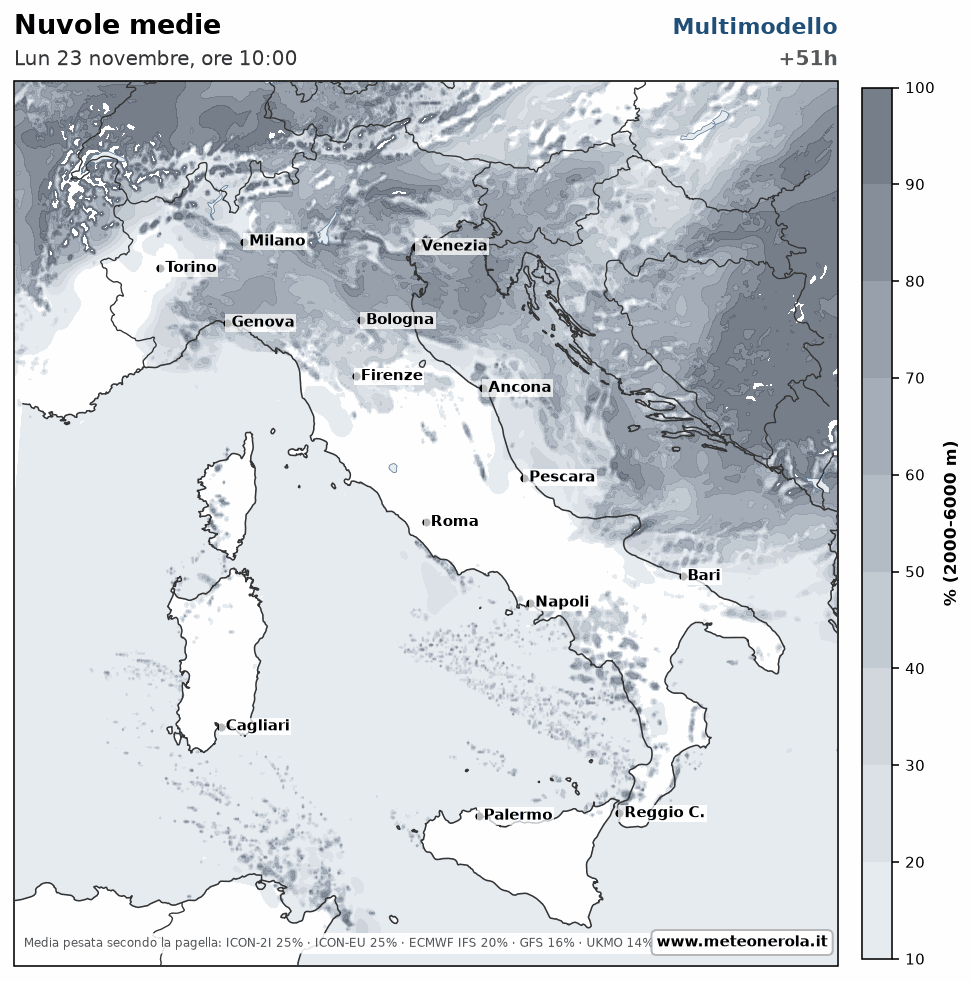 Nuvole medie
Multimodello
Lun 23 novembre, ore 10:00
+51h
100
90
80
70
60
50
40
30
20
10
% (2000-6000 m)
Milano
Venezia
Torino
Genova
Bologna
Firenze
Ancona
Pescara
Roma
Bari
Napoli
Cagliari
Palermo
Reggio C.
Media pesata secondo la pagella: ICON-2I 25% · ICON-EU 25% · ECMWF IFS 20% · GFS 16% · UKMO 14%
www.meteonerola.it